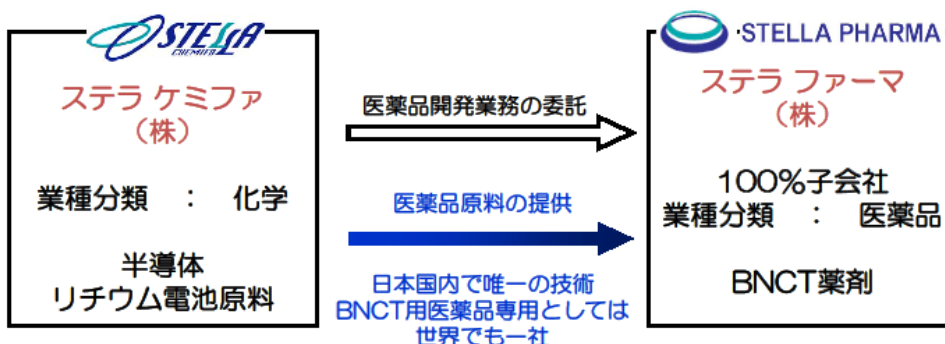 STELLA
CHEMIFA
ステラ ケミファ
（株）
業種分類 ： 化学
半導体
リチウム電池原料
医薬品開発業務の委託
医薬品原料の提供
日本国内で唯一の技術
BNCT用医薬品専用としては
世界でも一社
STELLA PHARMA
ステラ ファーマ
（株）
100%子会社
業種分類 ： 医薬品
BNCT薬剤